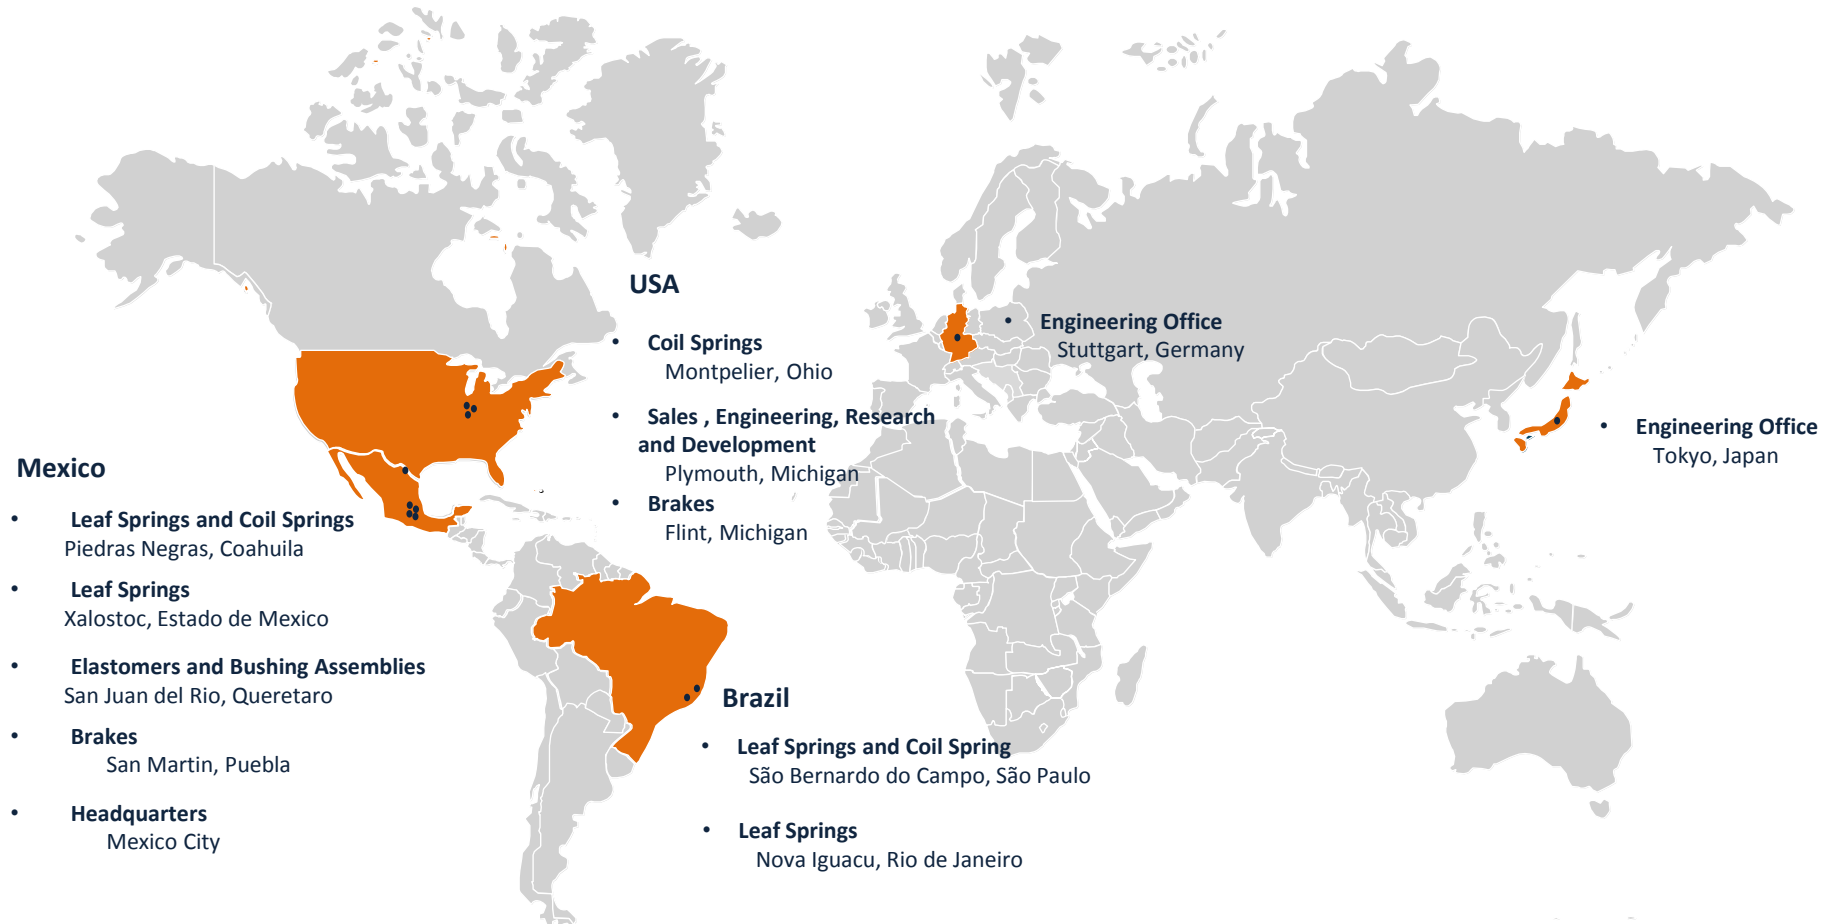 USA
• Coil Springs
Montpelier, Ohio
• Sales , Engineering, Research
and Development
Plymouth, Michigan
• Brakes
Flint, Michigan
• Engineering Office
Stuttgart, Germany
• Engineering Office
Tokyo, Japan
Mexico
• Leaf Springs and Coil Springs
Piedras Negras, Coahuila
• Leaf Springs
Xalostoc, Estado de Mexico
• Elastomers and Bushing Assemblies
San Juan del Rio, Queretaro
• Brakes
San Martin, Puebla
• Headquarters
Mexico City
Brazil
• Leaf Springs and Coil Spring
São Bernardo do Campo, São Paulo
• Leaf Springs
Nova Iguacu, Rio de Janeiro